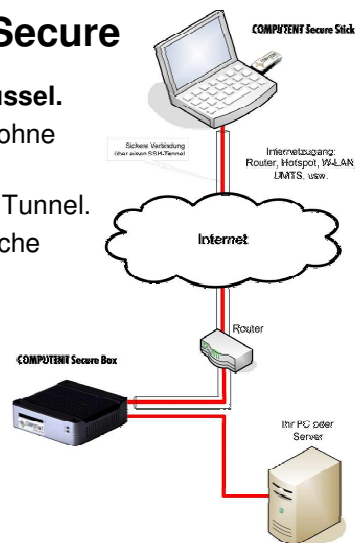 Secure
üssel.
ohne
Tunnel.
che
COMPUTENT Secure Stick
Sichere Verbindung
über einen SSH-Tunnel
Internetzugang:
Router, Hotspot, W-LAN,
UMTS, usw.
Internet
Router
COMPUTENT Secure Box
Ihr PC oder
Server